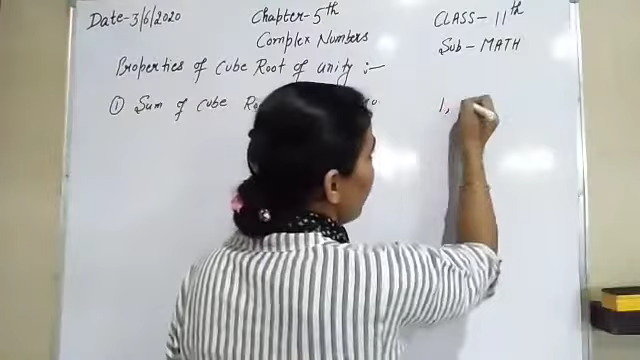 Date-3/6/2020 Chapter-5th CLASS-11th
Complex Numbers Sub-MATH
Properties of Cube Root of unity :-
① Sum of Cube 1,